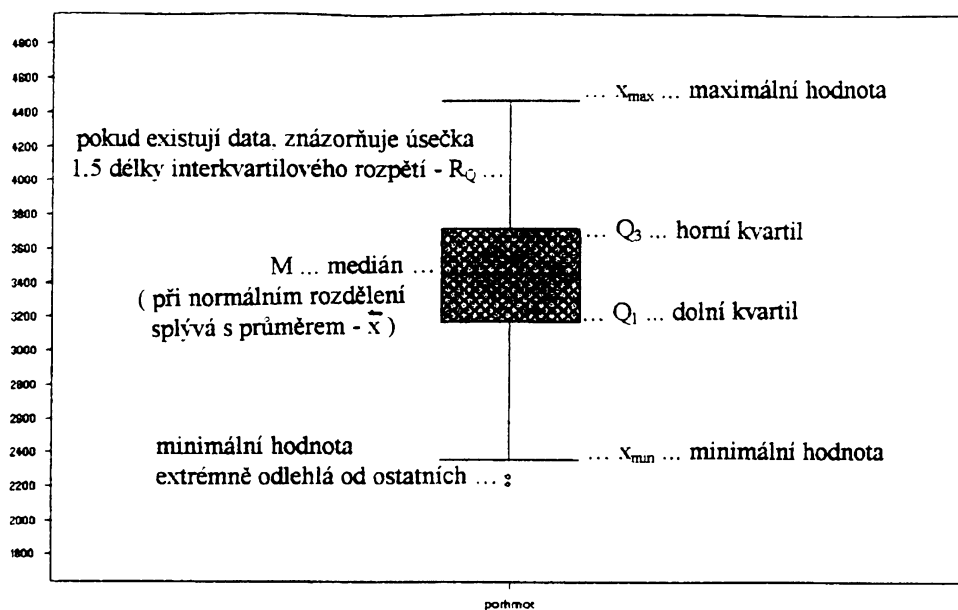 4800
4600
4400
4200
4000
3800
3600
3400
3200
3000
2800
2600
2400
2200
2000
1800
... xmax ... maximální hodnota
pokud existují data. znázorňuje úsečka
1.5 délky interkvartilového rozpětí - RQ ...
... Q3 ... horní kvartil
M ... medián ...
( při normálním rozdělení
splývá s průměrem - x̄ )
... Q1 ... dolní kvartil
minimální hodnota
extrémně odlehlá od ostatních ...
... xmin ... minimální hodnota
porhmot